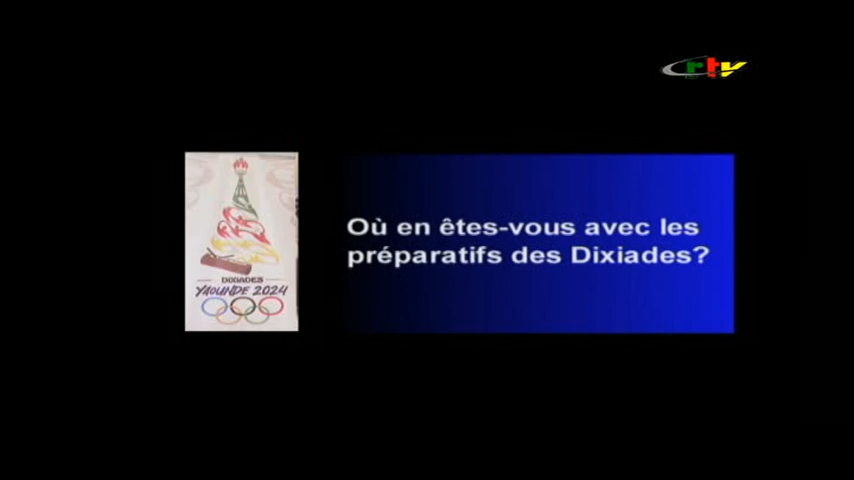 crtv
Où en êtes-vous avec les
préparatifs des Dixiades?
DIXIADES
YAOUNDE 2024